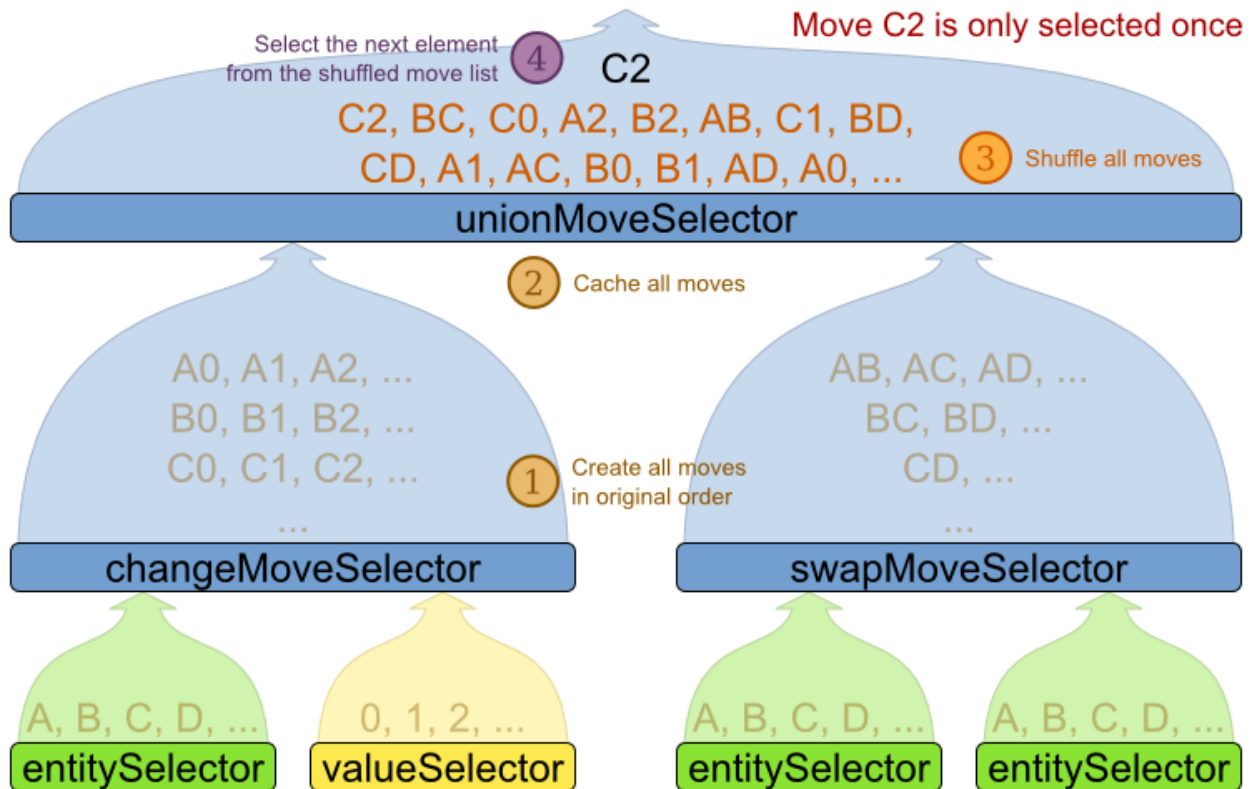 Move C2 is only selected once
Select the next element
from the shuffled move list
4
C2
C2, BC, C0, A2, B2, AB, C1, BD,
CD, A1, AC, B0, B1, AD, A0, ...
3
Shuffle all moves
unionMoveSelector
2
Cache all moves
A0, A1, A2, ...
B0, B1, B2, ...
C0, C1, C2, ...
...
1
Create all moves
in original order
AB, AC, AD, ...
BC, BD, ...
CD, ...
...
changeMoveSelector
swapMoveSelector
A, B, C, D, ...
0, 1, 2, ...
A, B, C, D, ...
A, B, C, D, ...
entitySelector
valueSelector
entitySelector
entitySelector